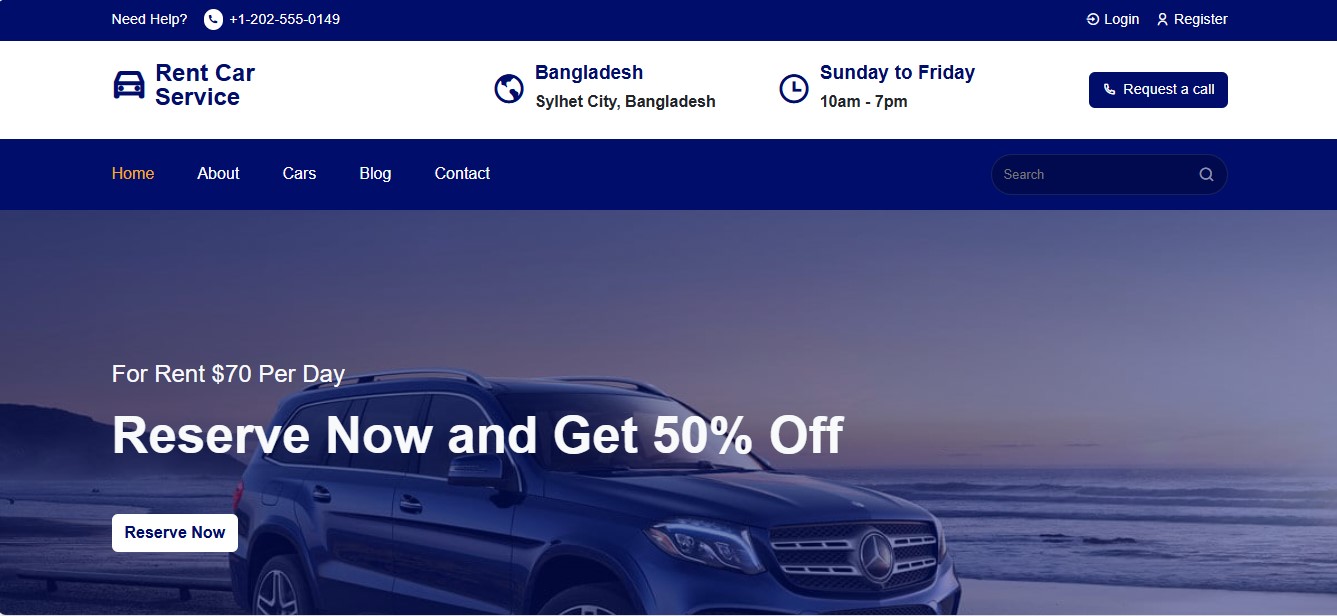 Need Help? +1-202-555-0149 Login Register
Rent Car
Service
Bangladesh
Sylhet City, Bangladesh
Sunday to Friday
10am - 7pm
Request a call
Home About Cars Blog Contact Search
For Rent $70 Per Day
Reserve Now and Get 50% Off
Reserve Now